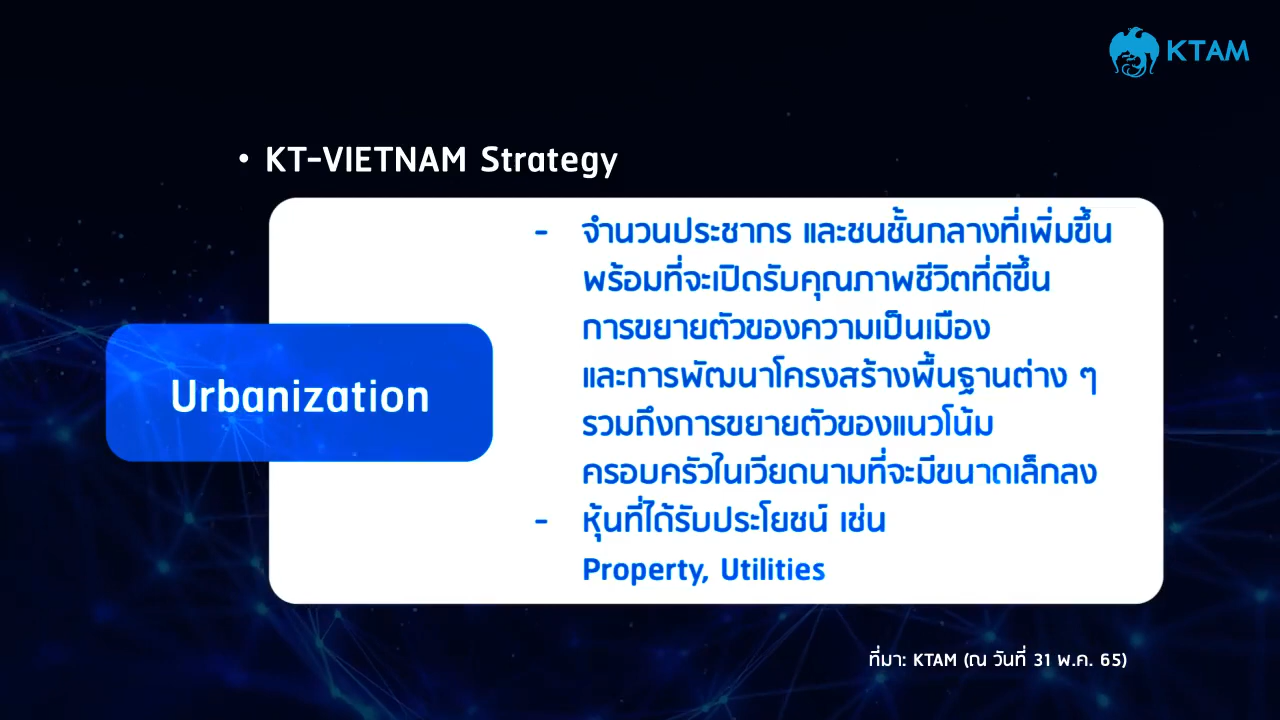 KTAM
• KT-VIETNAM Strategy
Urbanization
- จำนวนประชากร และชนชั้นกลางที่เพิ่มขึ้น
พร้อมที่จะเปิดรับคุณภาพชีวิตที่ดีขึ้น
การขยายตัวของความเป็นเมือง
และการพัฒนาโครงสร้างพื้นฐานต่าง ๆ
รวมถึงการขยายตัวของแนวโน้ม
ครอบครัวในเวียดนามที่จะมีขนาดเล็กลง
- หุ้นที่ได้รับประโยชน์ เช่น
Property, Utilities
ที่มา: KTAM (ณ วันที่ 31 พ.ค. 65)